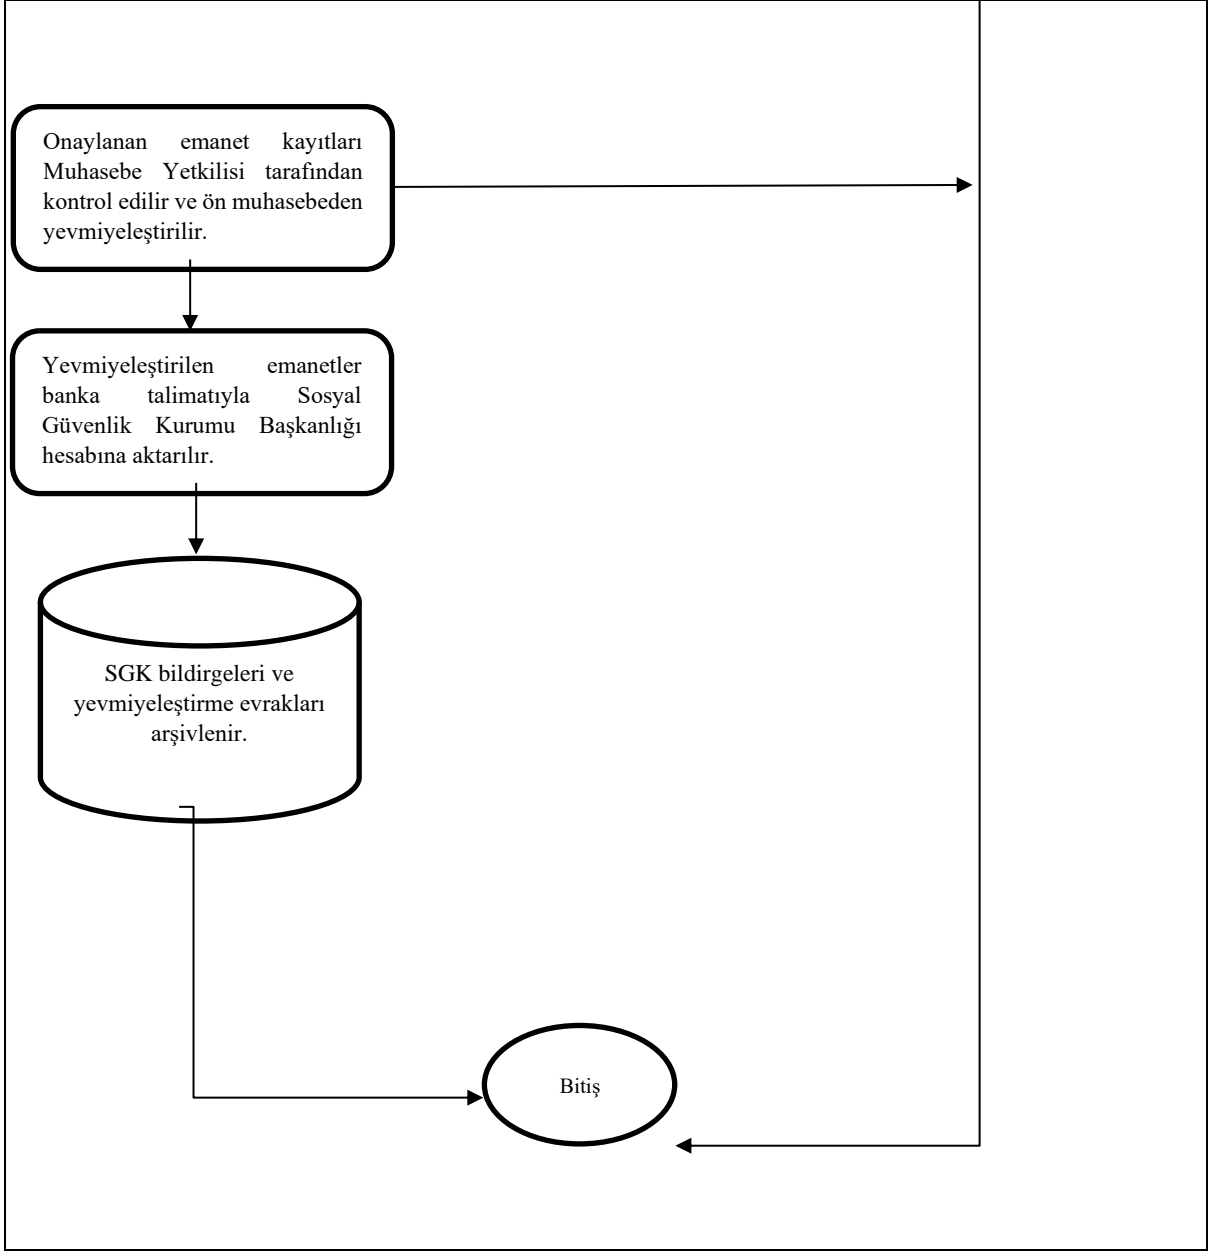 Onaylanan emanet kayıtları
Muhasebe Yetkilisi tarafından
kontrol edilir ve ön muhasebeden
yevmiyeleştirilir.
Yevmiyeleştirilen emanetler
banka talimatıyla Sosyal
Güvenlik Kurumu Başkanlığı
hesabına aktarılır.
SGK bildirgeleri ve
yevmiyeleştirme evrakları
arşivlenir.
Bitiş